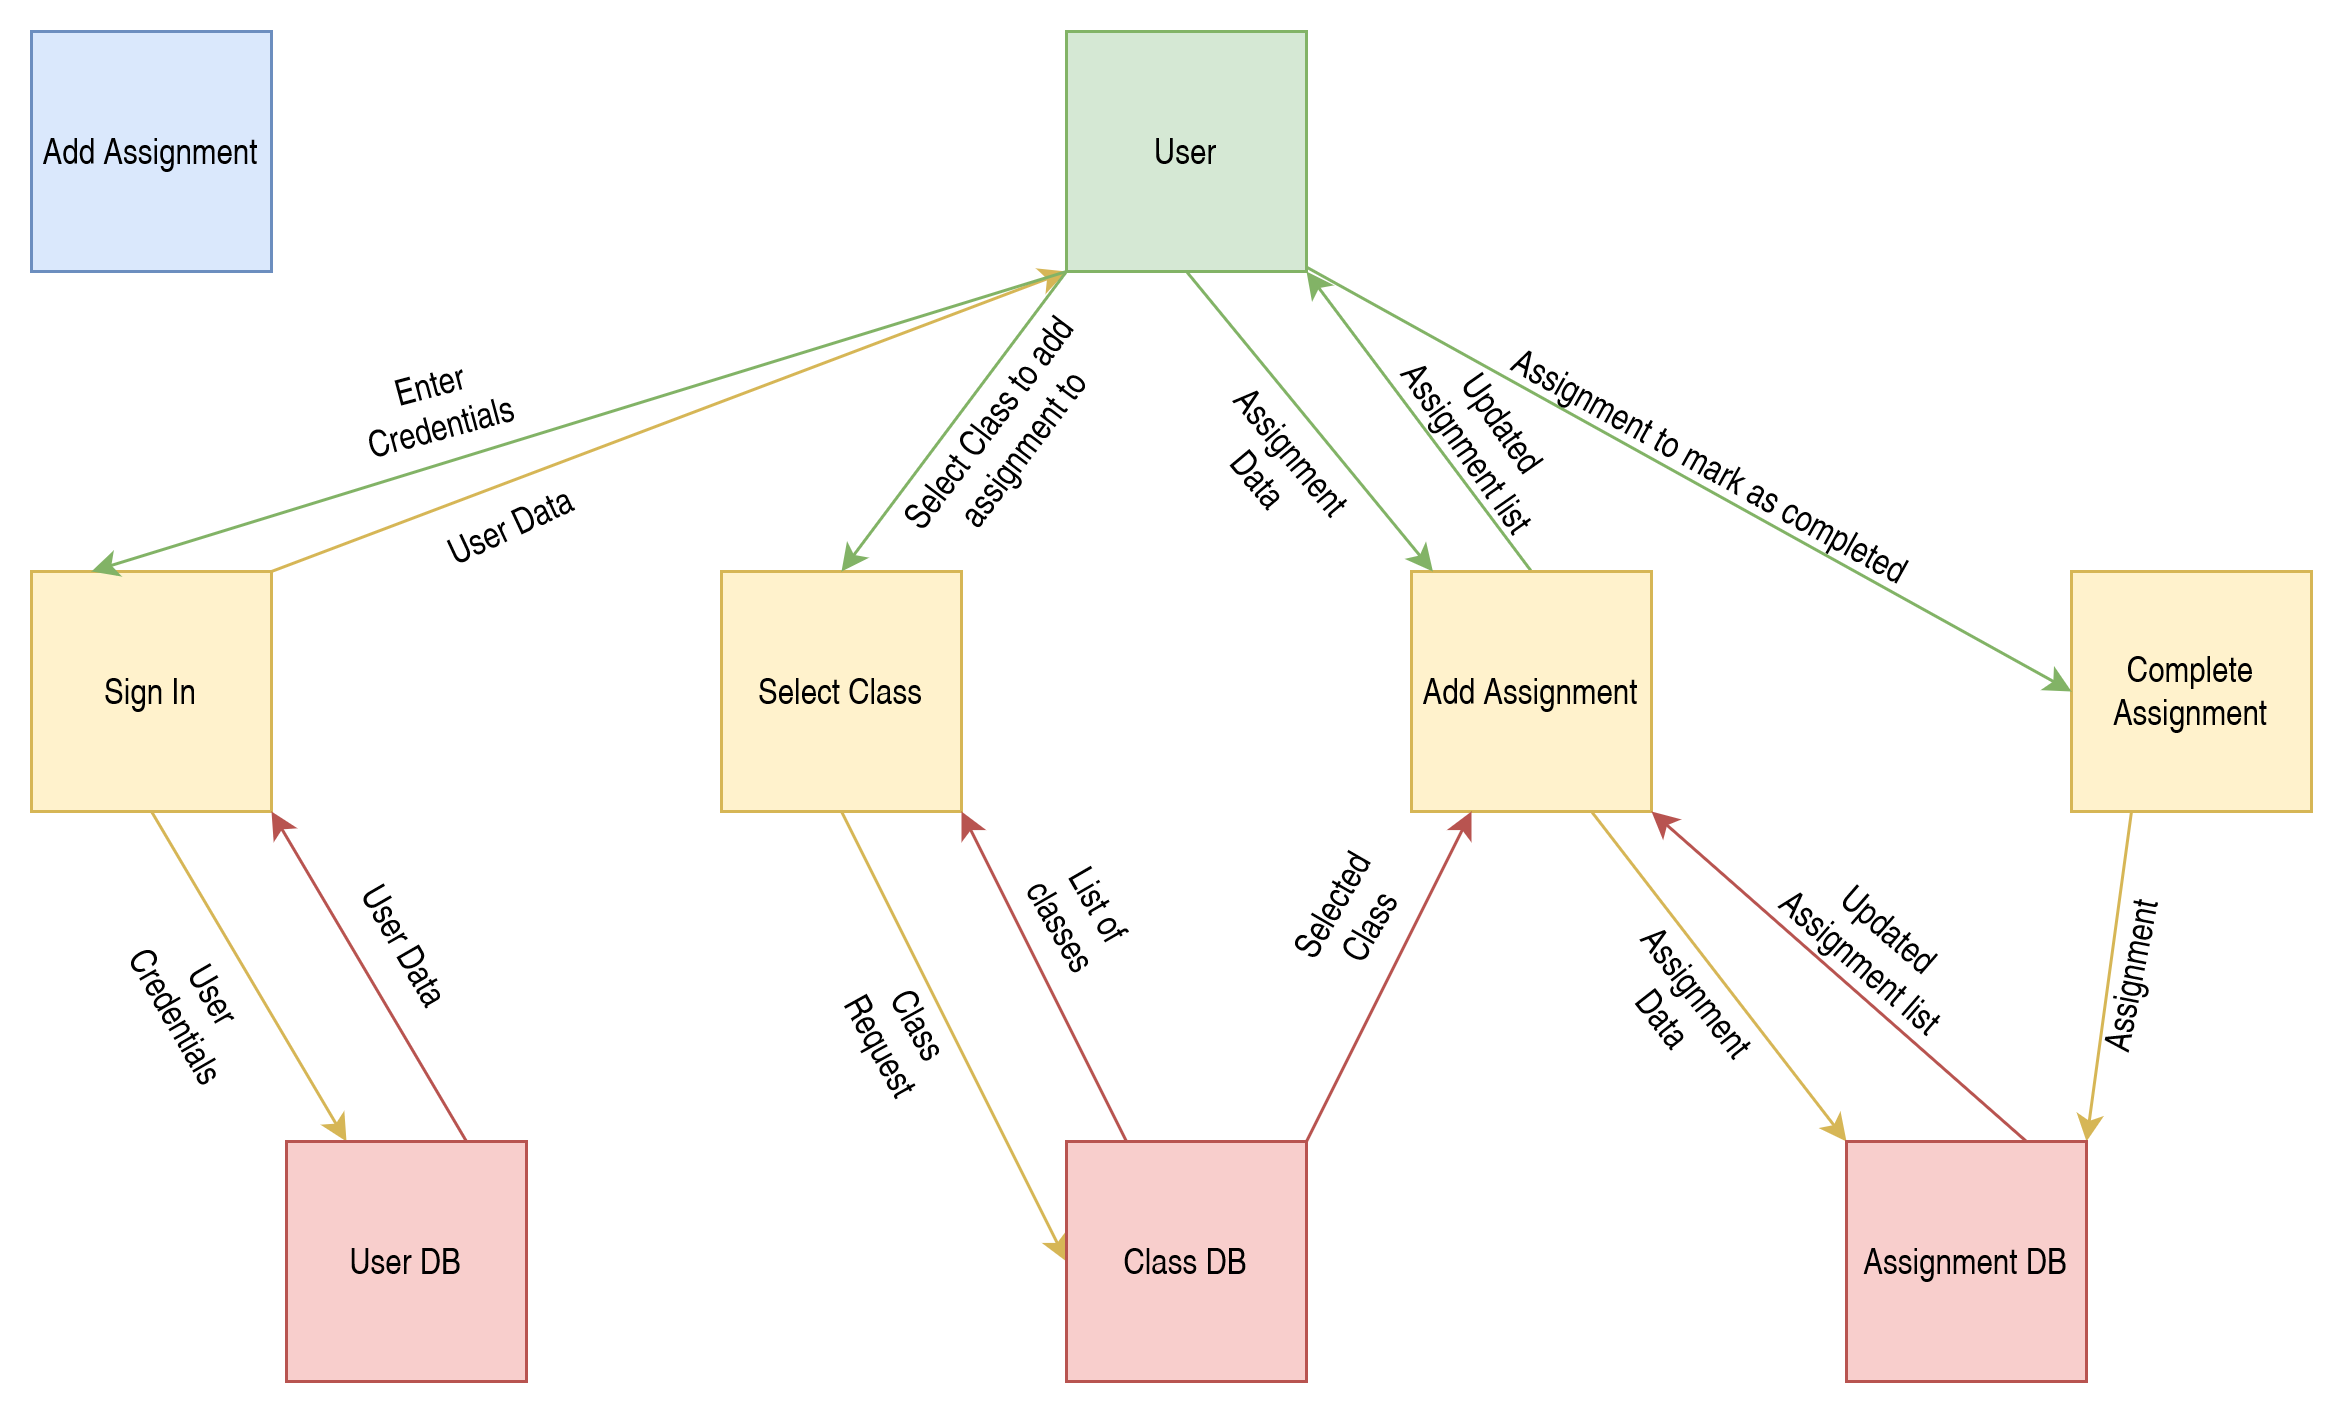 Add Assignment
User
Enter
Credentials
User Data
Select Class to add
assignment to
Assignment
Data
Updated
Assignment list
Assignment to mark as completed
Sign In
Select Class
Add Assignment
Complete
Assignment
User
Credentials
User Data
Class
Request
List of
classes
Selected
Class
Assignment
Data
Updated
Assignment list
Assignment
User DB
Class DB
Assignment DB